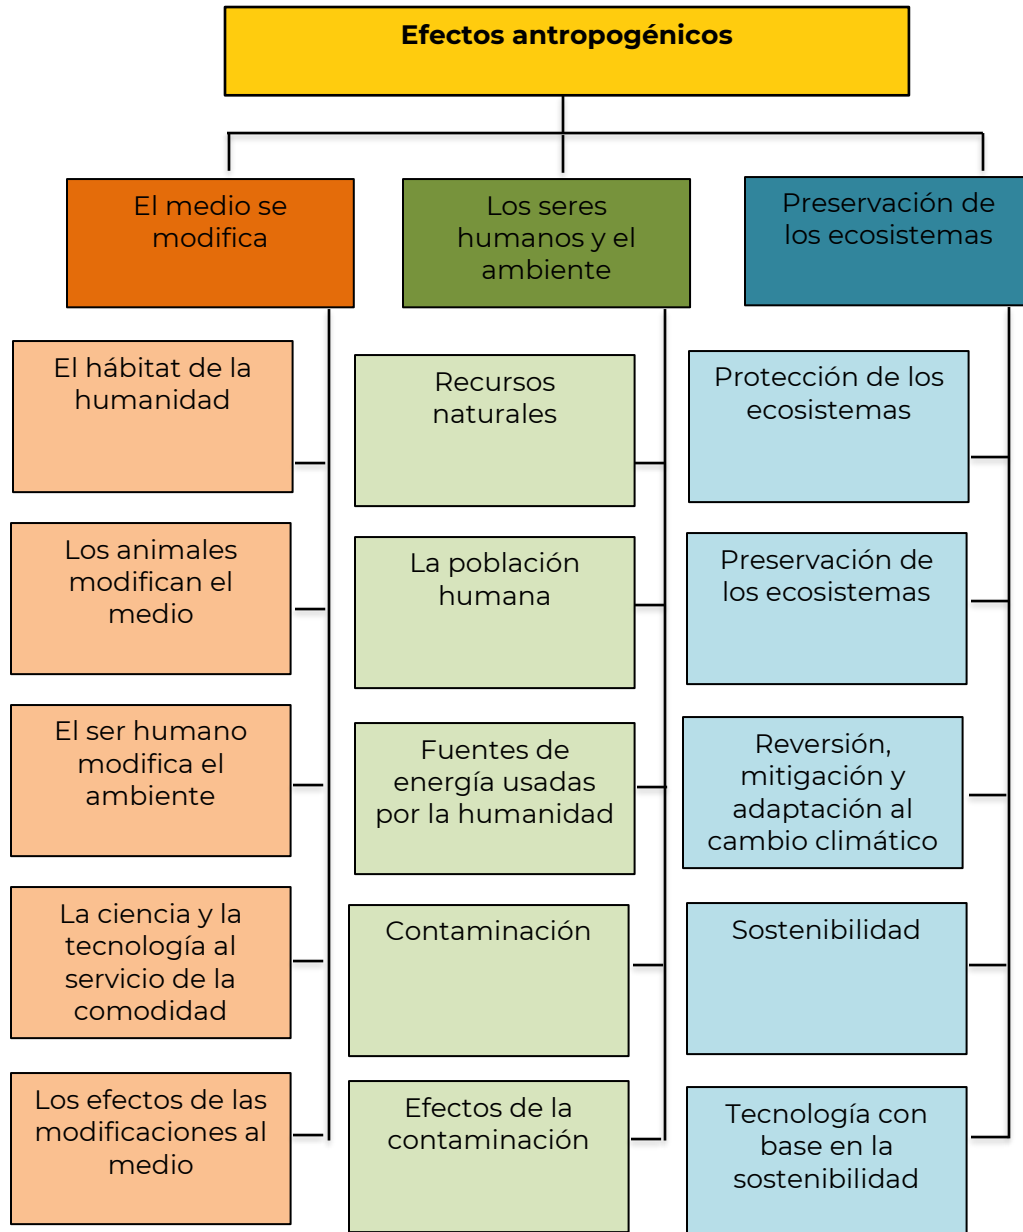 Efectos antropogénicos
El medio se
modifica
Los seres
humanos y el
ambiente
Preservación de
los ecosistemas
El hábitat de la
humanidad
Los animales
modifican el
medio
El ser humano
modifica el
ambiente
La ciencia y la
tecnología al
servicio de la
comodidad
Los efectos de las
modificaciones al
medio
Recursos
naturales
La población
humana
Fuentes de
energía usadas
por la humanidad
Contaminación
Efectos de la
contaminación
Protección de los
ecosistemas
Preservación de
los ecosistemas
Reversión,
mitigación y
adaptación al
cambio climático
Sostenibilidad
Tecnología con
base en la
sostenibilidad